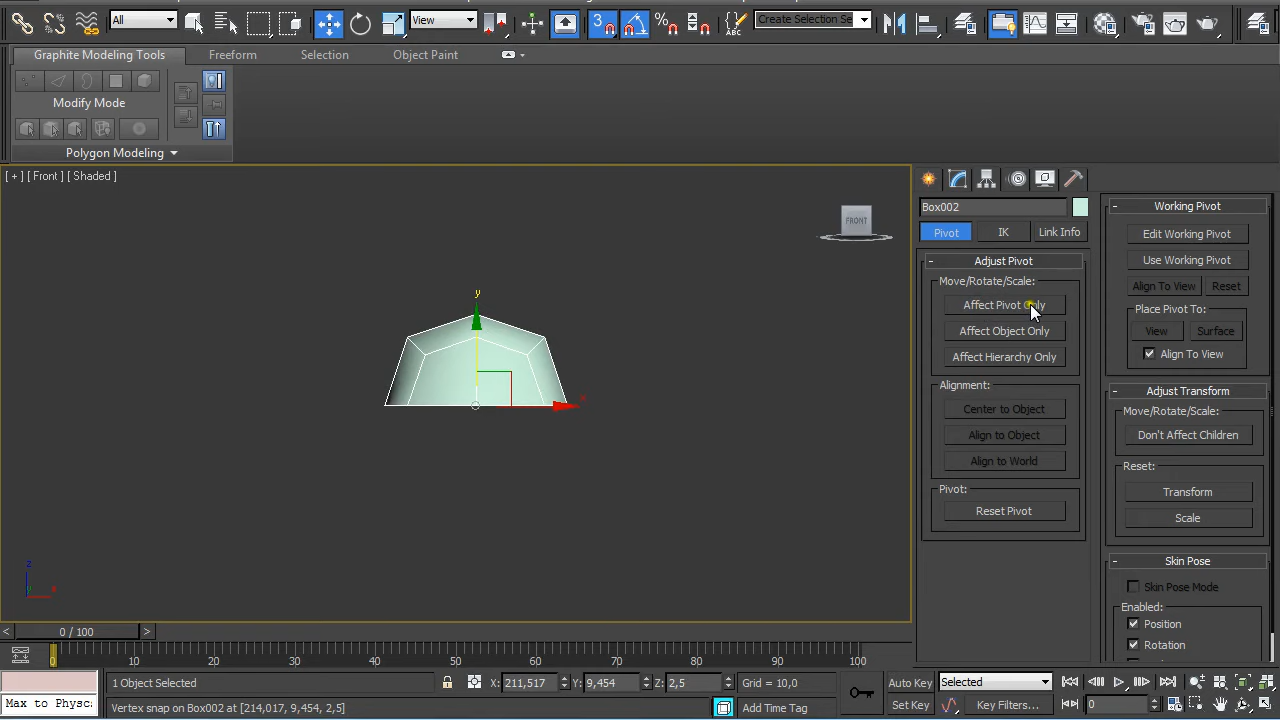 All
View
3
ABC
Create Selection Se
Graphite Modeling Tools
Freeform
Selection
Object Paint
Modify Mode
Polygon Modeling
[ + ] [ Front ] [ Shaded ]
FRONT
y
x
z
x
Box002
Pivot
IK
Link Info
Adjust Pivot
Move/Rotate/Scale:
Affect Pivot Only
Affect Object Only
Affect Hierarchy Only
Alignment:
Center to Object
Align to Object
Align to World
Pivot:
Reset Pivot
Working Pivot
Edit Working Pivot
Use Working Pivot
Align To View
Reset
Place Pivot To:
View
Surface
Align To View
Adjust Transform
Move/Rotate/Scale:
Don't Affect Children
Reset:
Transform
Scale
Skin Pose
Skin Pose Mode
Enabled:
Position
Rotation
< 0 / 100 >
0 10 20 30 40 50 60 70 80 90 100
1 Object Selected
X: 211,517
Y: 9,454
Z: 2,5
Grid = 10,0
Auto Key
Selected
Max to Physc:
Vertex snap on Box002 at [214,017, 9,454, 2,5]
Add Time Tag
Set Key
Key Filters...
0